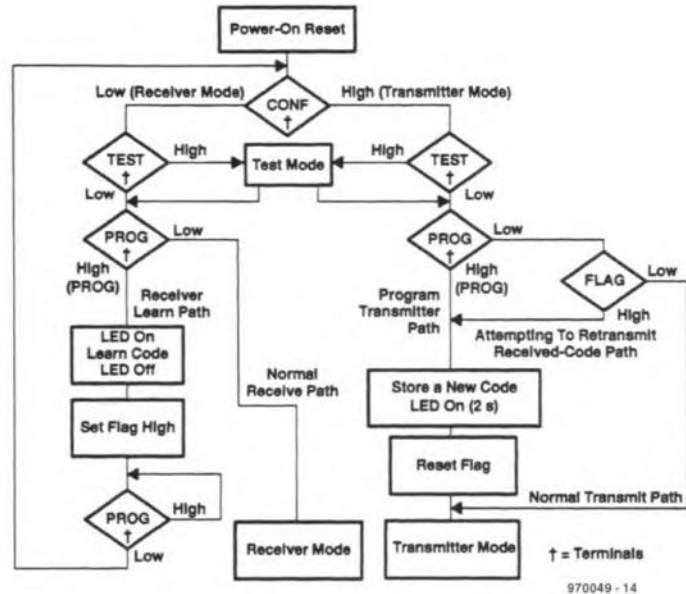 Power-On Reset
Low (Receiver Mode)
High (Transmitter Mode)
CONF
†
TEST
†
High
Test Mode
High
TEST
†
Low
Low
PROG
†
Low
PROG
†
Low
High
(PROG)
High
(PROG)
FLAG
Low
High
Receiver
Learn Path
Program
Transmitter
Path
Attempting To Retransmit
Received-Code Path
LED On
Learn Code
LED Off
Normal
Receive Path
Store a New Code
LED On (2 s)
Set Flag High
Reset Flag
PROG
†
High
Low
Normal Transmit Path
Receiver Mode
Transmitter Mode
† = Terminals
970049 - 14